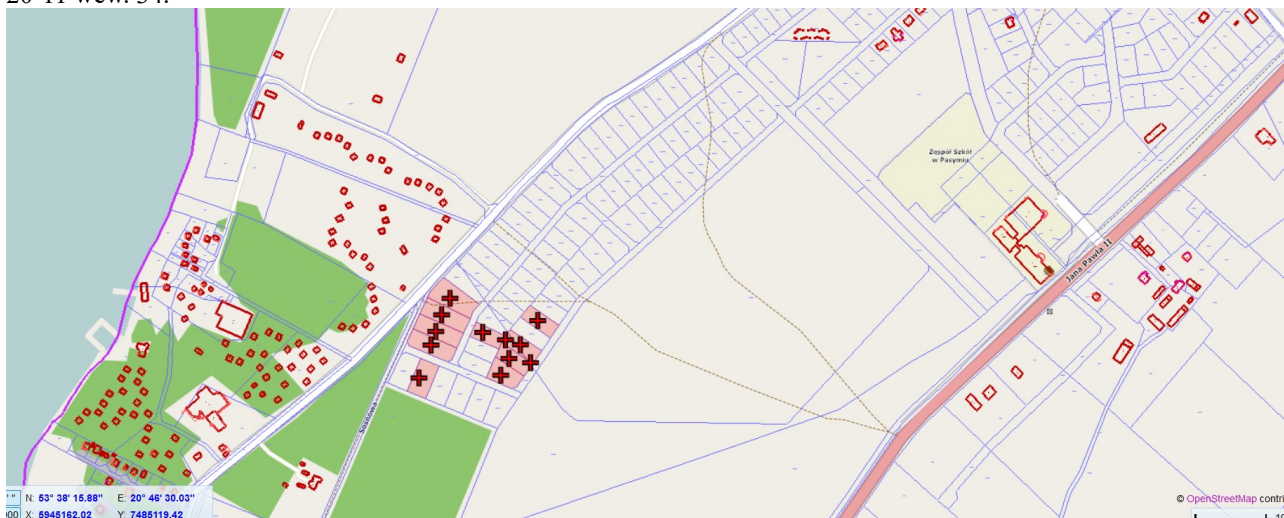 20-11 wew. 34.
Zespół Szkół
w Pasymiu
Jana Pawła II
Sosnowa
N: 53° 38' 15.88" E: 20° 46' 30.03"
X: 5945162.02 Y: 7485119.42
© OpenStreetMap contri